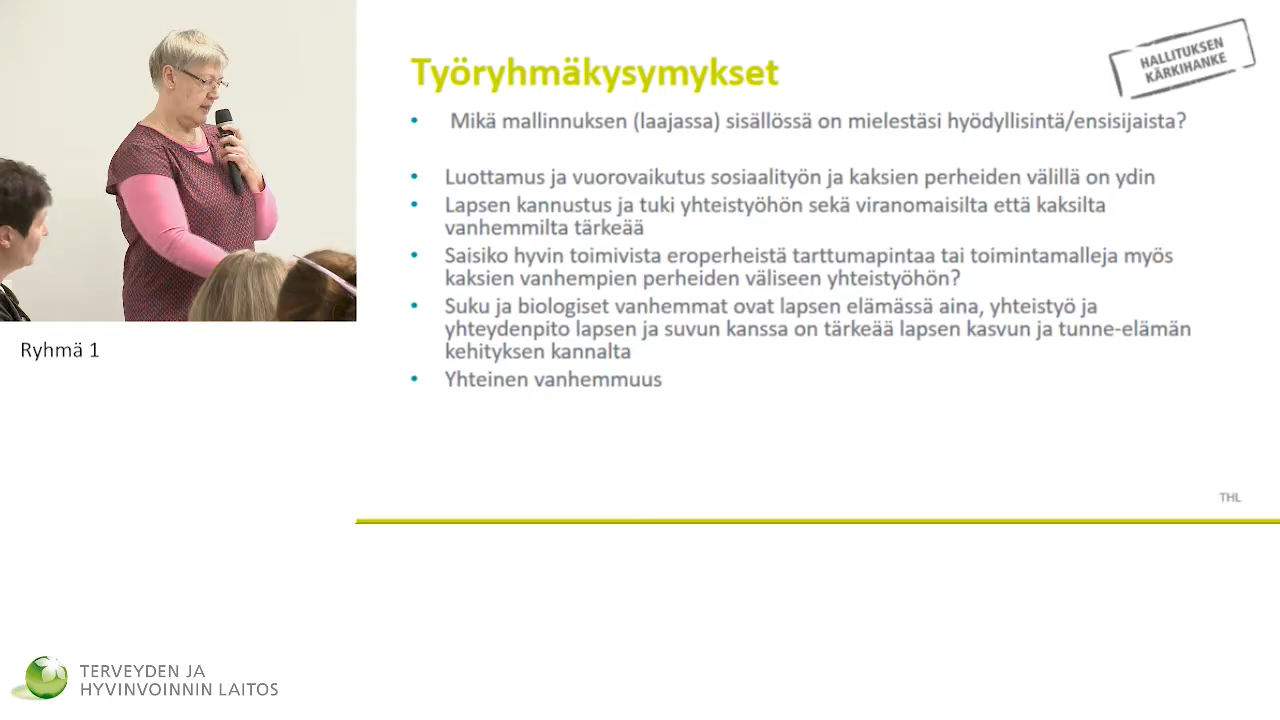 Työryhmäkysymykset
HALLITUKSEN
KÄRKIHANKE
• Mikä mallinnuksen (laajassa) sisällössä on mielestäsi hyödyllisintä/ensisijaista?
• Luottamus ja vuorovaikutus sosiaalityön ja kaksien perheiden välillä on ydin
• Lapsen kannustus ja tuki yhteistyöhön sekä viranomaisilta että kaksilta
vanhemmilta tärkeää
• Saisiko hyvin toimivista eroperheistä tarttumapintaa tai toimintamalleja myös
kaksien vanhempien perheiden väliseen yhteistyöhön?
• Suku ja biologiset vanhemmat ovat lapsen elämässä aina, yhteistyö ja
yhteydenpito lapsen ja suvun kanssa on tärkeää lapsen kasvun ja tunne-elämän
kehityksen kannalta
• Yhteinen vanhemmuus
Ryhmä 1
THL
TERVEYDEN JA
HYVINVOINNIN LAITOS